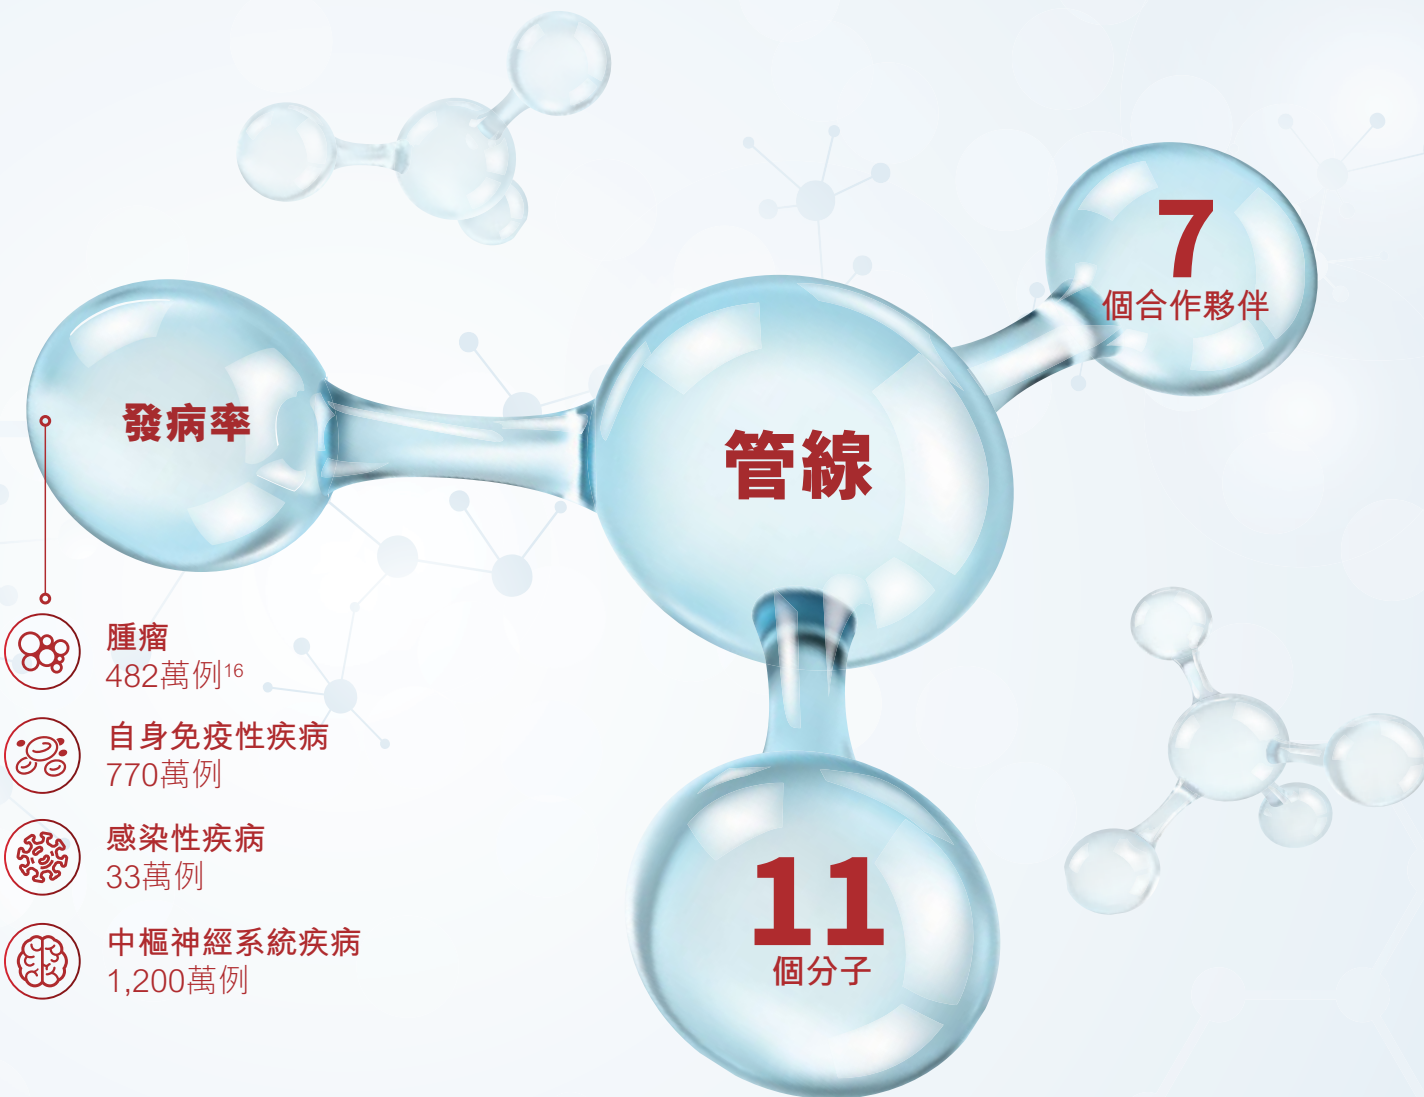 7
個合作夥伴
發病率
管線
腫瘤
482萬例16
自身免疫性疾病
770萬例
感染性疾病
33萬例
中樞神經系統疾病
1,200萬例
11
個分子